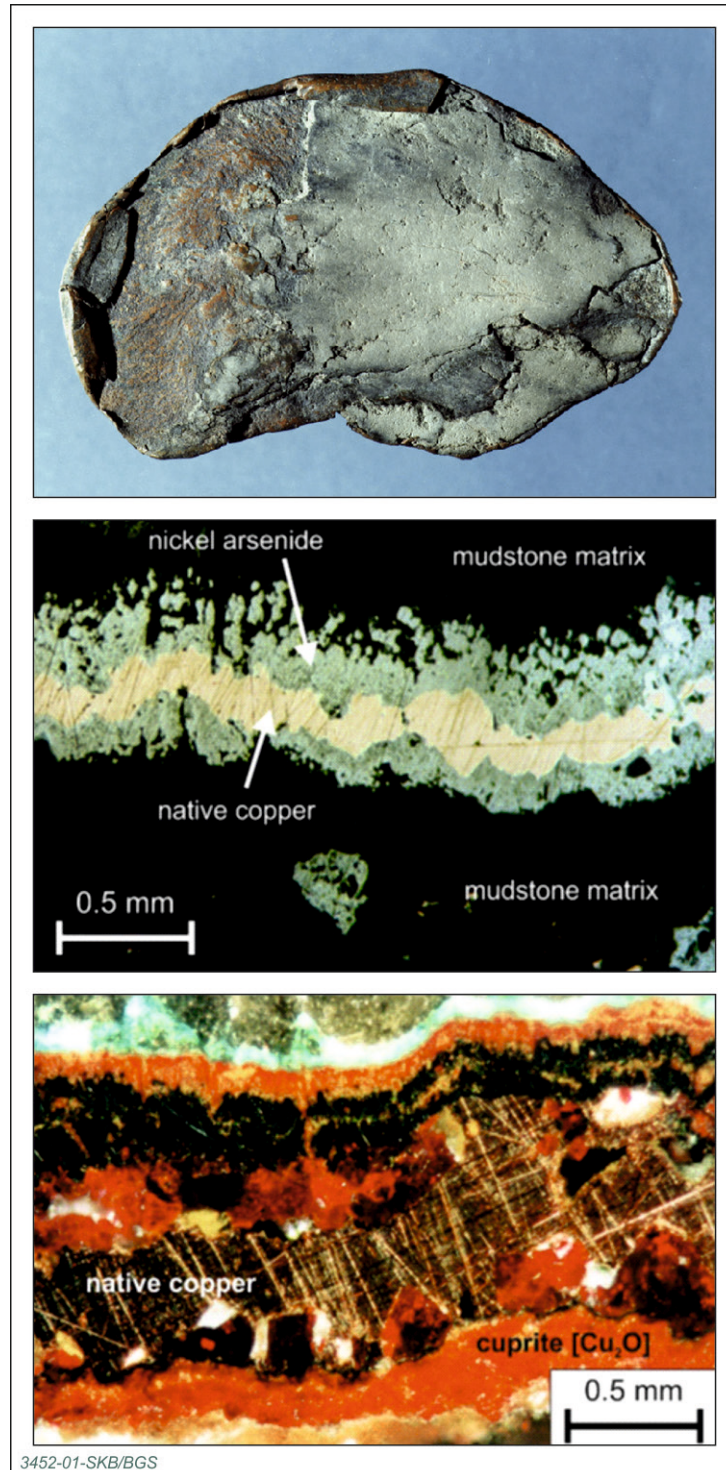 nickel arsenide
mudstone matrix
native copper
mudstone matrix
0.5 mm
native copper
cuprite [Cu₂O]
0.5 mm
3452-01-SKB/BGS